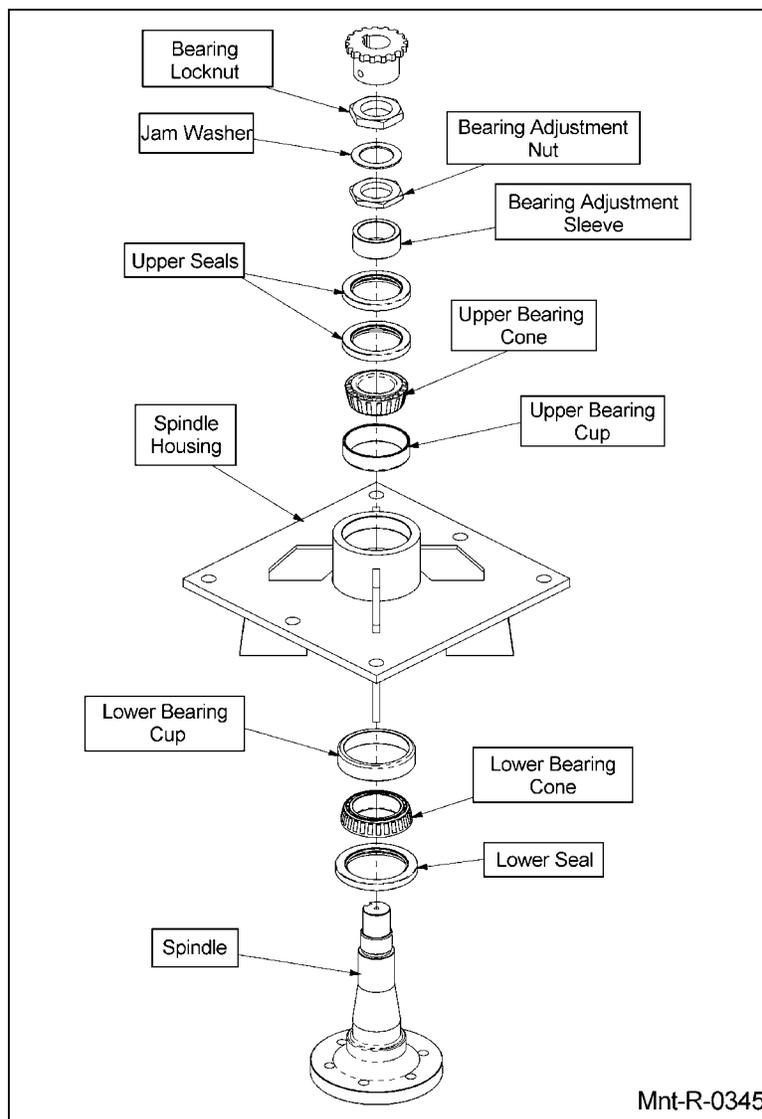 Bearing
Locknut
Jam Washer
Bearing Adjustment
Nut
Bearing Adjustment
Sleeve
Upper Seals
Upper Bearing
Cone
Upper Bearing
Cup
Spindle
Housing
Lower Bearing
Cup
Lower Bearing
Cone
Lower Seal
Spindle
Mnt-R-0345